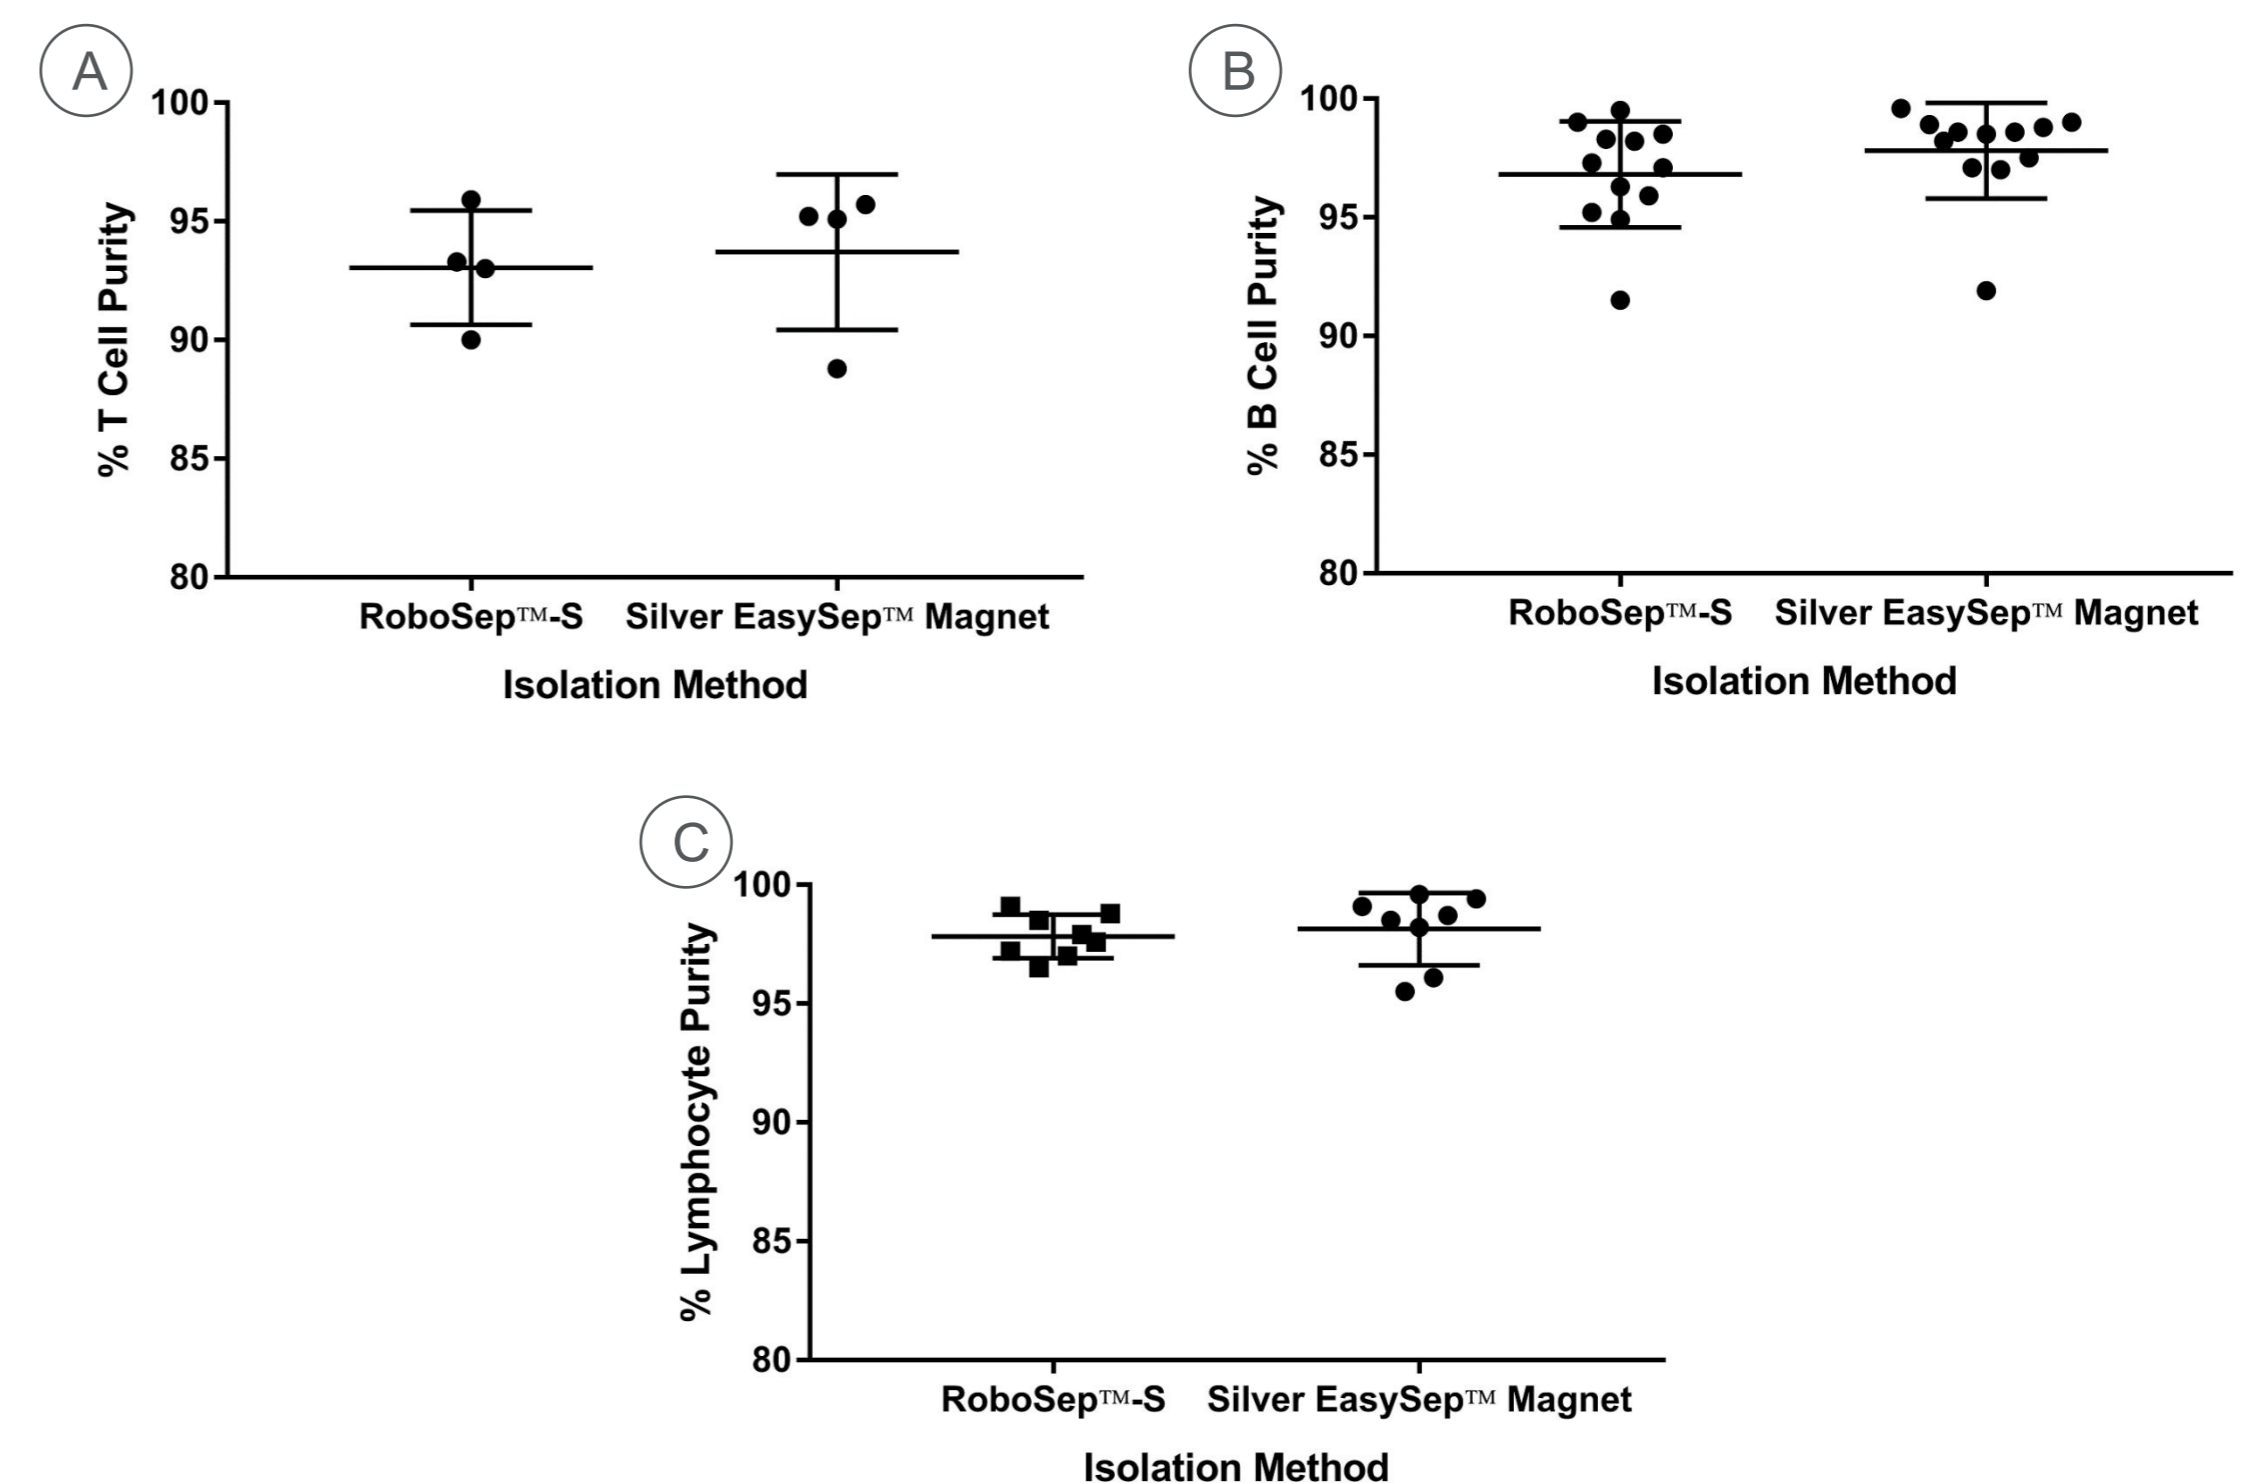 A
100
95
90
85
80
% T Cell Purity
RoboSep™-S
Silver EasySep™ Magnet
Isolation Method
B
100
95
90
85
80
% B Cell Purity
RoboSep™-S
Silver EasySep™ Magnet
Isolation Method
C
100
95
90
85
80
% Lymphocyte Purity
RoboSep™-S
Silver EasySep™ Magnet
Isolation Method